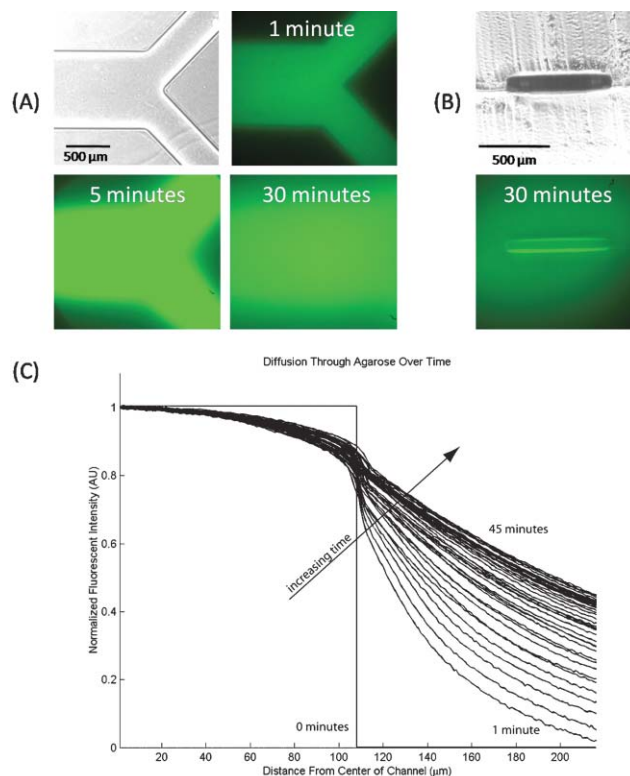 (A)
1 minute
500 µm
5 minutes
30 minutes
(B)
500 µm
30 minutes
(C)
Diffusion Through Agarose Over Time
Normalized Fluorescent Intensity (AU)
1
0.8
0.6
0.4
0.2
0
increasing time
45 minutes
0 minutes
1 minute
20 40 60 80 100 120 140 160 180 200
Distance From Center of Channel (µm)